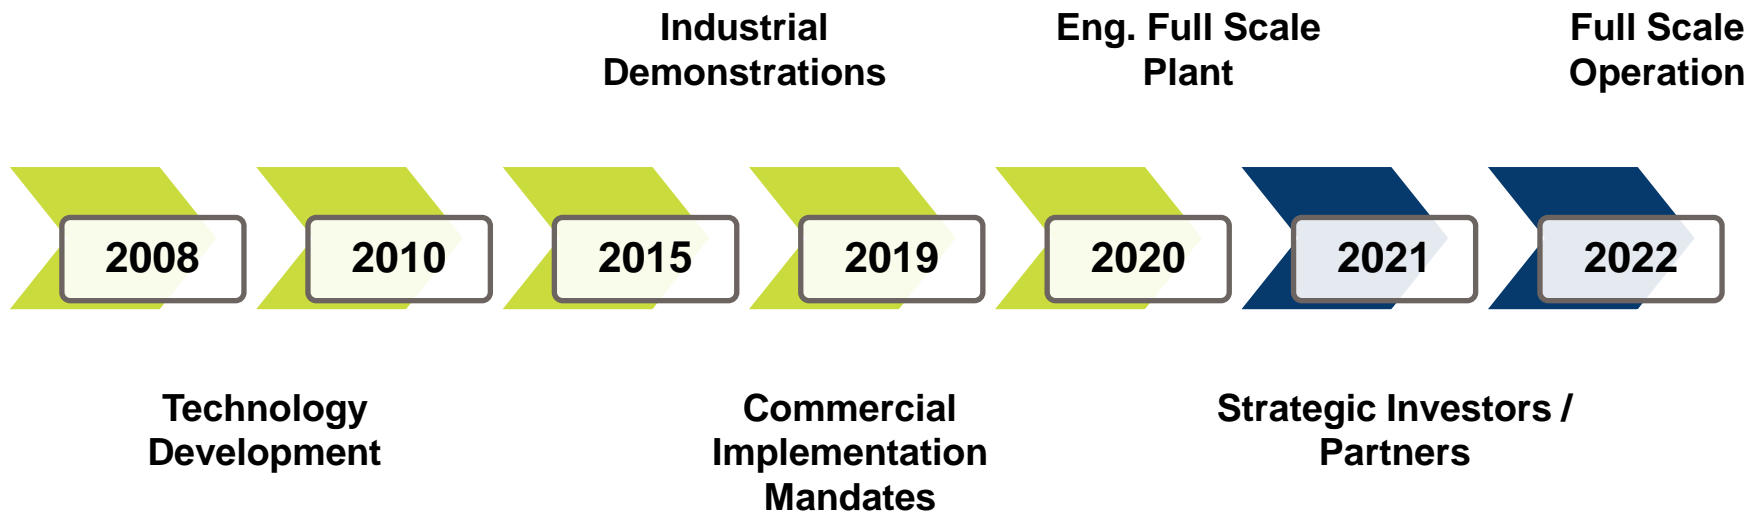 Industrial
Demonstrations
Eng. Full Scale
Plant
Full Scale
Operation
2008
2010
2015
2019
2020
2021
2022
Technology
Development
Commercial
Implementation
Mandates
Strategic Investors /
Partners